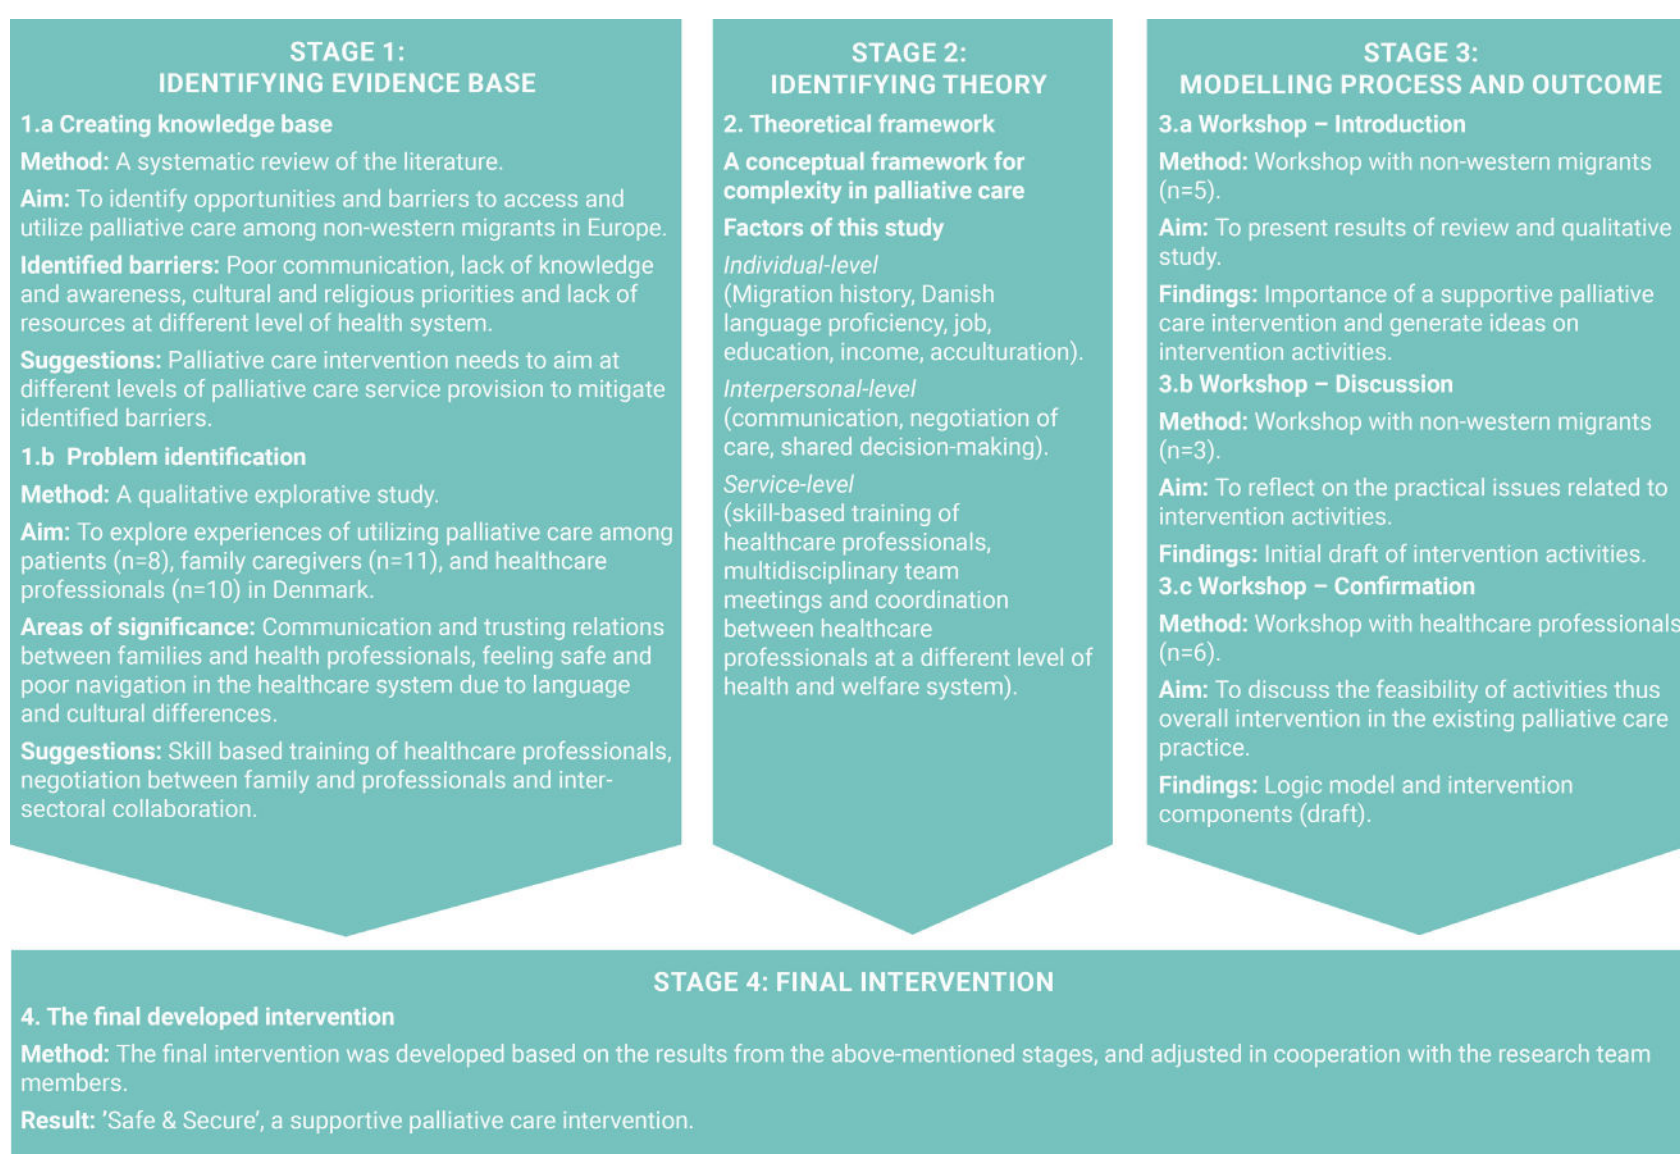 STAGE 1:
IDENTIFYING EVIDENCE BASE
1.a Creating knowledge base
Method: A systematic review of the literature.
Aim: To identify opportunities and barriers to access and
utilize palliative care among non-western migrants in Europe.
Identified barriers: Poor communication, lack of knowledge
and awareness, cultural and religious priorities and lack of
resources at different level of health system.
Suggestions: Palliative care intervention needs to aim at
different levels of palliative care service provision to mitigate
identified barriers.
1.b Problem identification
Method: A qualitative explorative study.
Aim: To explore experiences of utilizing palliative care among
patients (n=8), family caregivers (n=11), and healthcare
professionals (n=10) in Denmark.
Areas of significance: Communication and trusting relations
between families and health professionals, feeling safe and
poor navigation in the healthcare system due to language
and cultural differences.
Suggestions: Skill based training of healthcare professionals,
negotiation between family and professionals and inter-
sectoral collaboration.
STAGE 2:
IDENTIFYING THEORY
2. Theoretical framework
A conceptual framework for
complexity in palliative care
Factors of this study
Individual-level
(Migration history, Danish
language proficiency, job,
education, income, acculturation).
Interpersonal-level
(communication, negotiation of
care, shared decision-making).
Service-level
(skill-based training of
healthcare professionals,
multidisciplinary team
meetings and coordination
between healthcare
professionals at a different level of
health and welfare system).
STAGE 3:
MODELLING PROCESS AND OUTCOME
3.a Workshop – Introduction
Method: Workshop with non-western migrants
(n=5).
Aim: To present results of review and qualitative
study.
Findings: Importance of a supportive palliative
care intervention and generate ideas on
intervention activities.
3.b Workshop – Discussion
Method: Workshop with non-western migrants
(n=3).
Aim: To reflect on the practical issues related to
intervention activities.
Findings: Initial draft of intervention activities.
3.c Workshop – Confirmation
Method: Workshop with healthcare professionals
(n=6).
Aim: To discuss the feasibility of activities thus
overall intervention in the existing palliative care
practice.
Findings: Logic model and intervention
components (draft).
STAGE 4: FINAL INTERVENTION
4. The final developed intervention
Method: The final intervention was developed based on the results from the above-mentioned stages, and adjusted in cooperation with the research team
members.
Result: ’Safe & Secure’, a supportive palliative care intervention.